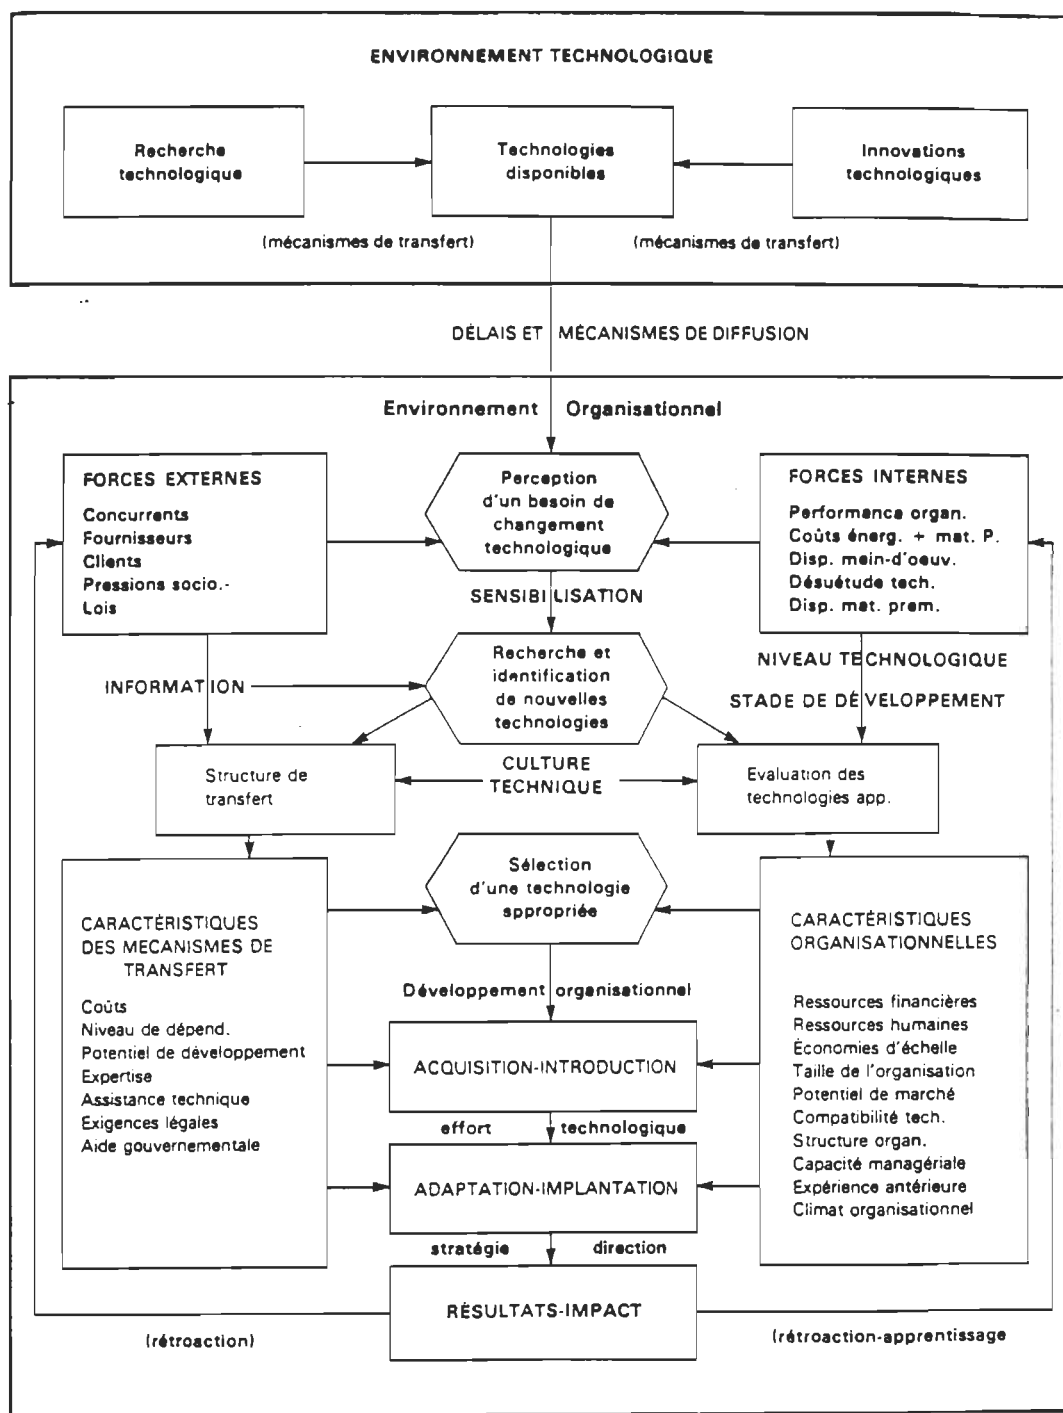 ENVIRONNEMENT TECHNOLOGIQUE
Recherche
technologique
Technologies
disponibles
Innovations
technologiques
(mécanismes de transfert)
(mécanismes de transfert)
DÉLAIS ET MÉCANISMES DE DIFFUSION
Environnement Organisationnel
FORCES EXTERNES
Concurrents
Fournisseurs
Clients
Pressions socio.-
Lois
Perception
d'un besoin de
changement
technologique
FORCES INTERNES
Performance organ.
Coûts énerg. + mat. P.
Disp. main-d'oeuv.
Désuétude tech.
Disp. mat. prem.
SENSIBILISATION
INFORMATION
Recherche et
identification
de nouvelles
technologies
NIVEAU TECHNOLOGIQUE
STADE DE DÉVELOPPEMENT
Structure de
transfert
CULTURE
TECHNIQUE
Evaluation des
technologies app.
Sélection
d'une technologie
appropriée
CARACTÉRISTIQUES
DES MECANISMES DE
TRANSFERT
Coûts
Niveau de dépend.
Potentiel de développement
Expertise
Assistance technique
Exigences légales
Aide gouvernementale
CARACTÉRISTIQUES
ORGANISATIONNELLES
Ressources financières
Ressources humaines
Économies d'échelle
Taille de l'organisation
Potentiel de marché
Compatibilité tech.
Structure organ.
Capacité managériale
Expérience antérieure
Climat organisationnel
Développement organisationnel
ACQUISITION-INTRODUCTION
effort technologique
ADAPTATION-IMPLANTATION
stratégie direction
RÉSULTATS-IMPACT
(rétroaction)
(rétroaction-apprentissage